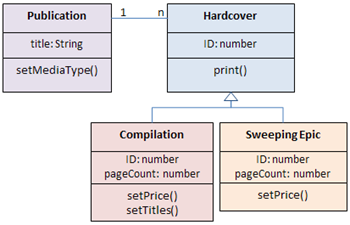 Publication
title: String
setMediaType()
1 n
Hardcover
ID: number
print()
Compilation
ID: number
pageCount: number
setPrice()
setTitles()
Sweeping Epic
ID: number
pageCount: number
setPrice()